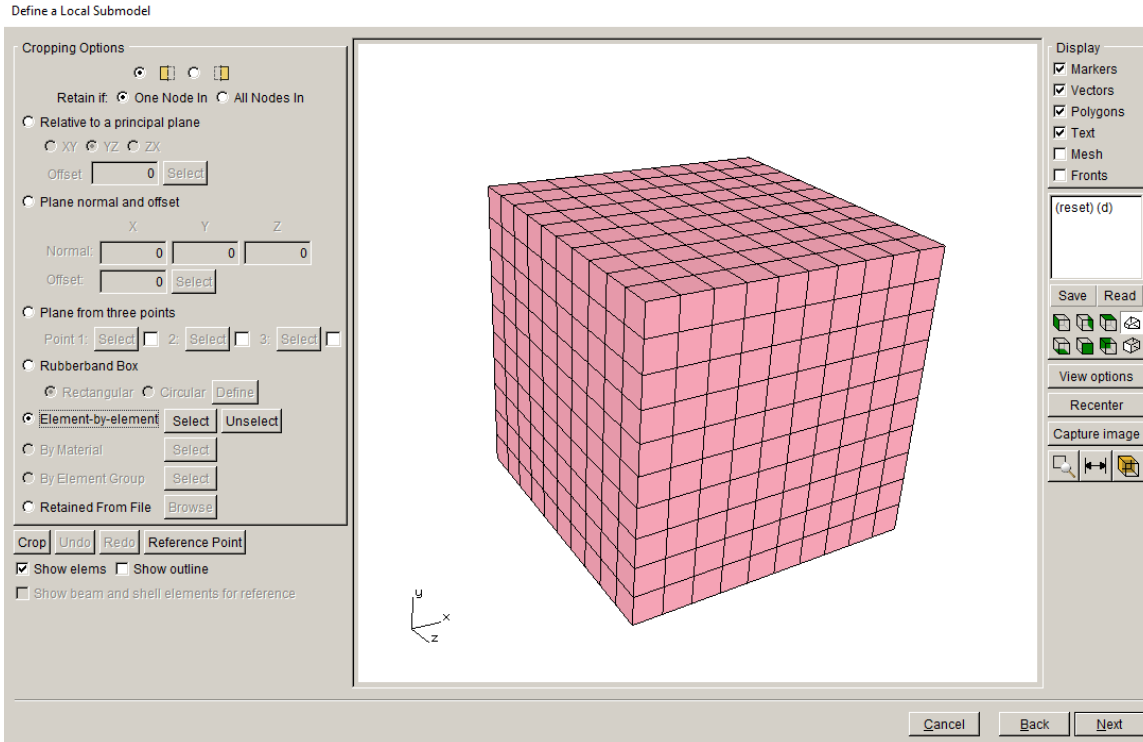 Define a Local Submodel
Cropping Options
Retain if: One Node In All Nodes In
Relative to a principal plane
XY YZ ZX
Offset: 0 Select
Plane normal and offset
X Y Z
Normal: 0 0 0
Offset: 0 Select
Plane from three points
Point 1: Select 2: Select 3: Select
Rubberband Box
Rectangular Circular Define
Element-by-element Select Unselect
By Material Select
By Element Group Select
Retained From File Browse
Crop Undo Redo Reference Point
Show elems Show outline
Show beam and shell elements for reference
y
x
z
Display
Markers
Vectors
Polygons
Text
Mesh
Fronts
(reset) (d)
Save Read
View options
Recenter
Capture image
Cancel Back Next